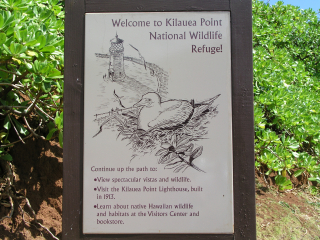 Welcome to Kilauea Point
National Wildlife
Refuge!
Continue up the path to:
•View spectacular vistas and wildlife.
•Visit the Kilauea Point Lighthouse, built
in 1913.
•Learn about native Hawaiian wildlife
and habitats at the Visitors Center and
bookstore.